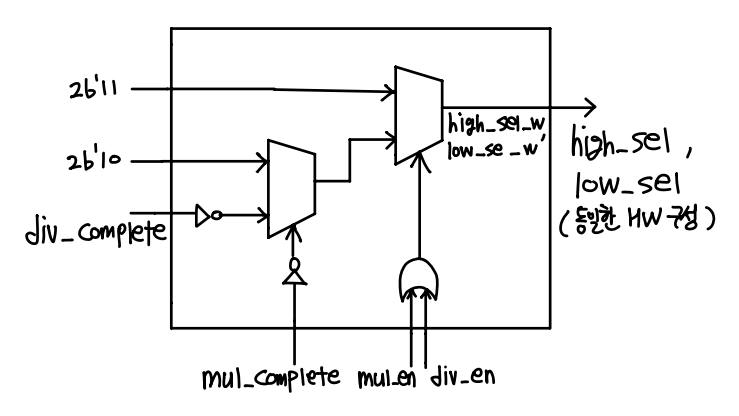 2b'11
high_sel_w,
low_se_w
2b'10
high_sel,
low_sel
(동일한 HW 구성)
div_complete
mul_complete
mul_en
div_en